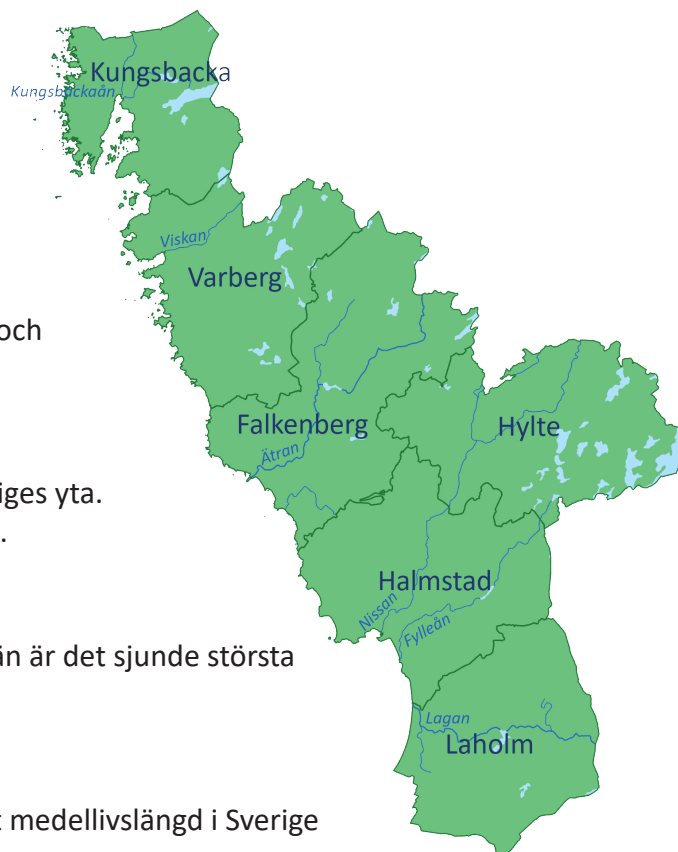 Kungsbacka
Kungsbackaån
Viskan
Varberg
och
Falkenberg
Hylte
Ätran
iges yta.
.
Halmstad
Nissan
Fylleån
än är det sjunde största
Lagan
Laholm
t medellivslängd i Sverige